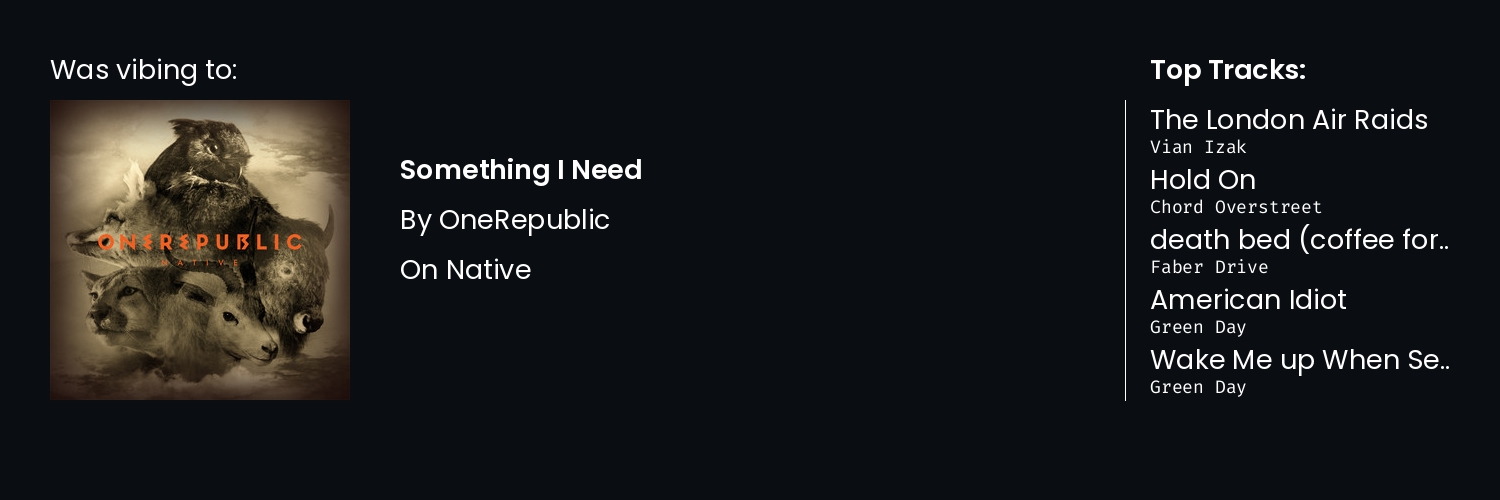 Was vibing to:
ONEREPUBLIC
NATIVE
Something I Need
By OneRepublic
On Native
Top Tracks:
The London Air Raids
Vian Izak
Hold On
Chord Overstreet
death bed (coffee for..
Faber Drive
American Idiot
Green Day
Wake Me up When Se..
Green Day